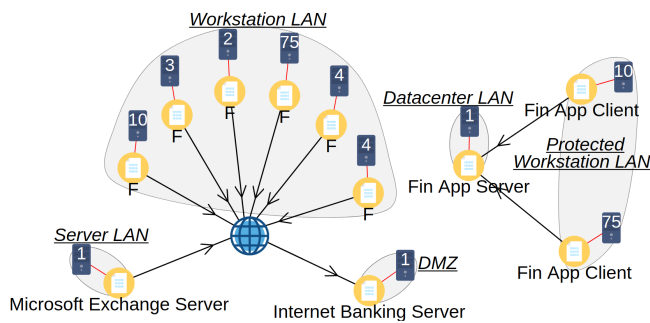 Workstation LAN
2
75
3
4
1
10
10
Fin App Client
Datacenter LAN
1
F
F
F
F
4
Protected
Workstation LAN
F
F
Fin App Server
Server LAN
1
75
1
DMZ
Fin App Client
Microsoft Exchange Server
Internet Banking Server